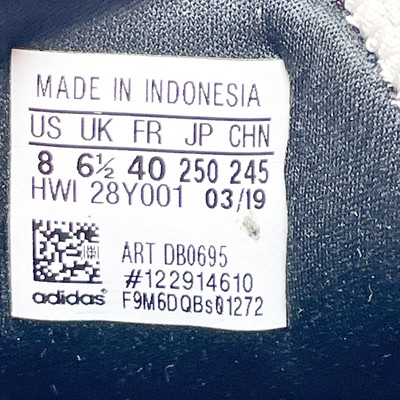 MADE IN INDONESIA
US UK FR JP CHN
8 6½ 40 250 245
HWI 28Y001 03/19
ART DB0695
#122914610
adidas F9M6DQBs01272